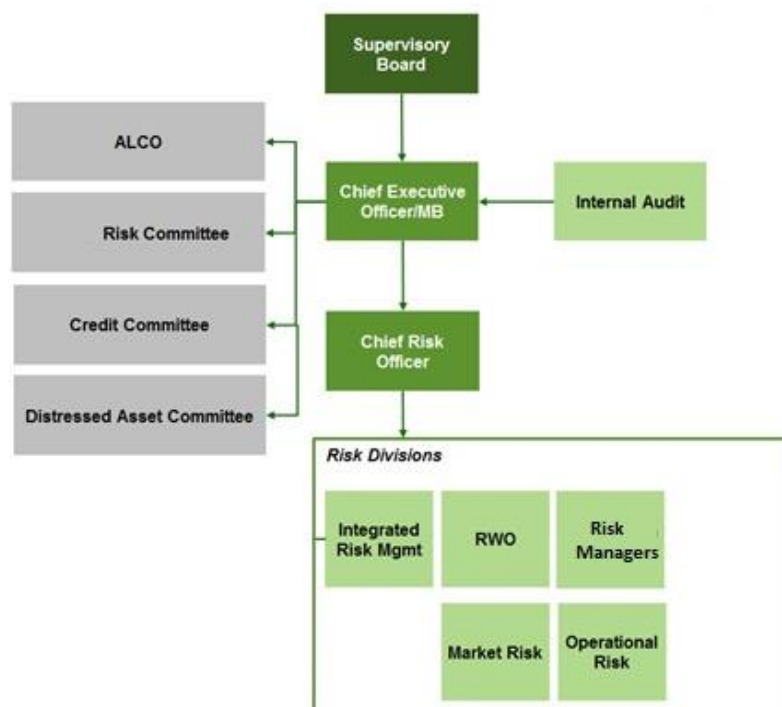 Supervisory
Board
ALCO
Chief Executive
Officer/MB
Internal Audit
Risk Committee
Credit Committee
Chief Risk
Officer
Distressed Asset Committee
Risk Divisions
Integrated
Risk Mgmt
RWO
Risk
Managers
Market Risk
Operational
Risk